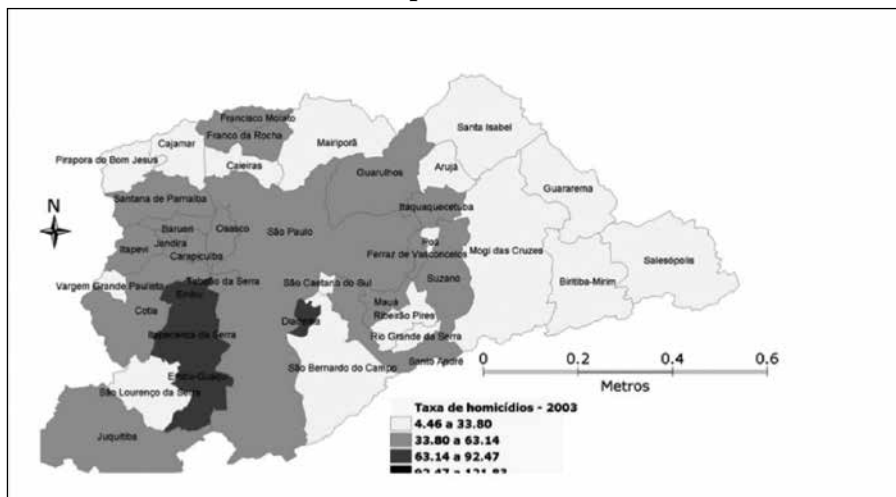 Francisco Morato
Franco da Rocha
Cajamar
Mairiporã
Santa Isabel
Pirapora do Bom Jesus
Caieiras
Guarulhos
Arujá
Guararema
Santana de Parnaíba
Itaquaquecetuba
N
Barueri
Osasco
São Paulo
Poá
Jandira
Itapevi
Carapicuíba
Ferraz de Vasconcelos
Mogi das Cruzes
Salesópolis
Vargem Grande Paulista
Taboão da Serra
São Caetano do Sul
Suzano
Biritiba-Mirim
Embu
Cotia
Mauá
Ribeirão Pires
Diadema
Itapecerica da Serra
Rio Grande da Serra
Santo André
São Bernardo do Campo
Embu-Guaçu
São Lourenço da Serra
Juquitiba
0 0.2 0.4 0.6
Metros
Taxa de homicídios - 2003
4.46 a 33.80
33.80 a 63.14
63.14 a 92.47
92.47 a 121.83